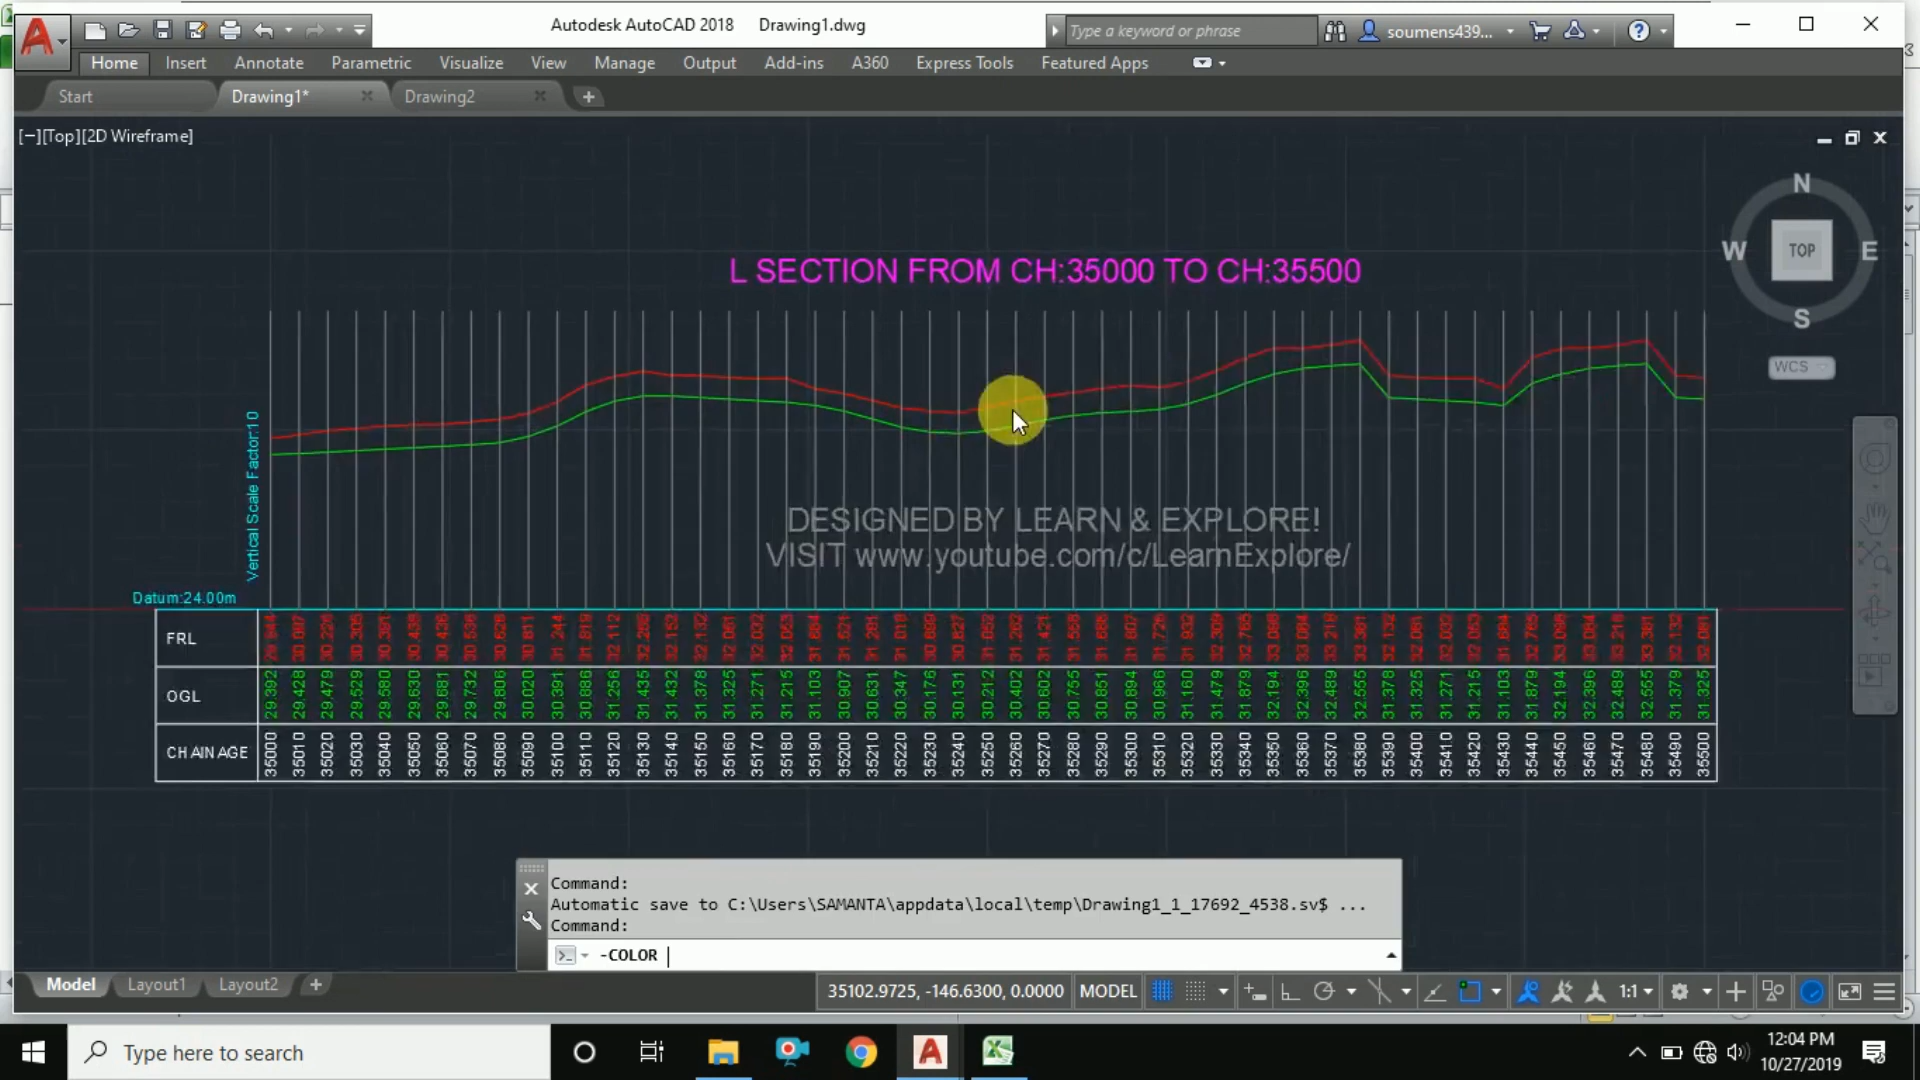 Autodesk AutoCAD 2018 Drawing1.dwg
Type a keyword or phrase
soumens439...
Home Insert Annotate Parametric Visualize View Manage Output Add-ins A360 Express Tools Featured Apps
Start Drawing1* Drawing2
[−][Top][2D Wireframe]
N
W TOP E
S
WCS
L SECTION FROM CH:35000 TO CH:35500
Vertical Scale Factor:10
DESIGNED BY LEARN & EXPLORE!
VISIT www.youtube.com/c/LearnExplore/
Datum:24.00m
FRL
OGL 29.392 29.428 29.479 29.529 29.580 29.630 29.681 29.732 29.806 30.020 30.391 30.886 31.256 31.435 31.432 31.378 31.325 31.271 31.215 31.103 30.907 30.631 30.347 30.176 30.131 30.212 30.402 30.602 30.755 30.851 30.894 30.966 31.160 31.479 31.879 32.194 32.396 32.489 32.555 31.378 31.325 31.271 31.215 31.103 31.879 32.194 32.396 32.489 32.555 31.379 31.325
CHAINAGE 35000 35010 35020 35030 35040 35050 35060 35070 35080 35090 35100 35110 35120 35130 35140 35150 35160 35170 35180 35190 35200 35210 35220 35230 35240 35250 35260 35270 35280 35290 35300 35310 35320 35330 35340 35350 35360 35370 35380 35390 35400 35410 35420 35430 35440 35450 35460 35470 35480 35490 35500
Command:
Automatic save to C:\Users\SAMANTA\appdata\local\temp\Drawing1_1_17692_4538.sv$ ...
Command:
-COLOR
Model Layout1 Layout2
35102.9725, -146.6300, 0.0000 MODEL 1:1
Type here to search
12:04 PM
10/27/2019